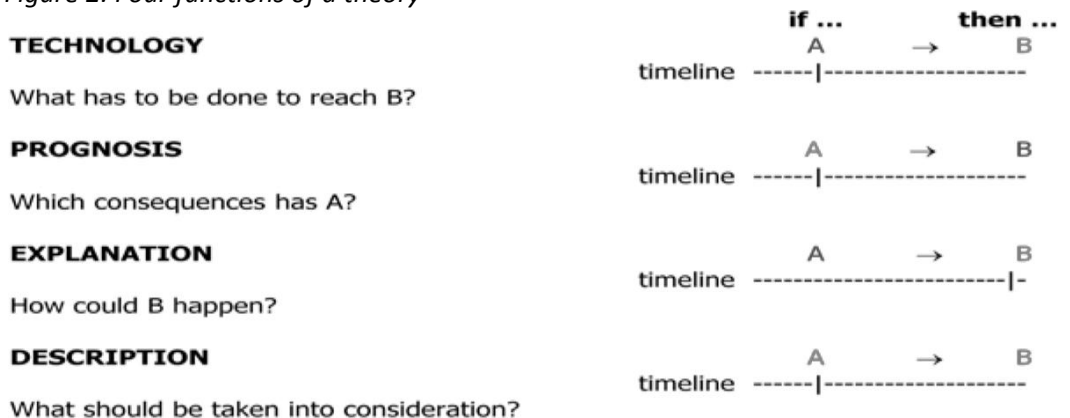 Figure 2. Four functions of a theory
if ... then ...
TECHNOLOGY A → B
timeline ------|--------------------
What has to be done to reach B?
PROGNOSIS A → B
timeline ------|--------------------
Which consequences has A?
EXPLANATION A → B
timeline -------------------------|-
How could B happen?
DESCRIPTION A → B
timeline ------|--------------------
What should be taken into consideration?